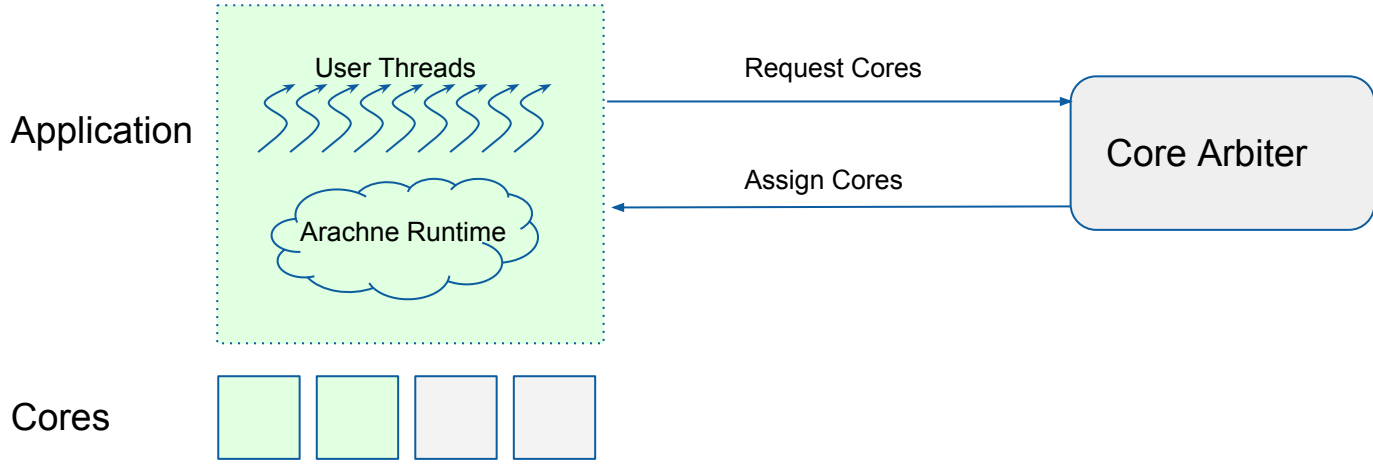 User Threads
Request Cores
Application
Core Arbiter
Assign Cores
Arachne Runtime
Cores